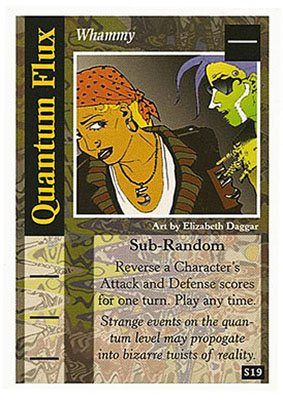 Quantum Flux
Whammy
Art by Elizabeth Daggar
Sub-Random
Reverse a Character's
Attack and Defense scores
for one turn. Play any time.
Strange events on the quan-
tum level may propogate
into bizarre twists of reality.
S19